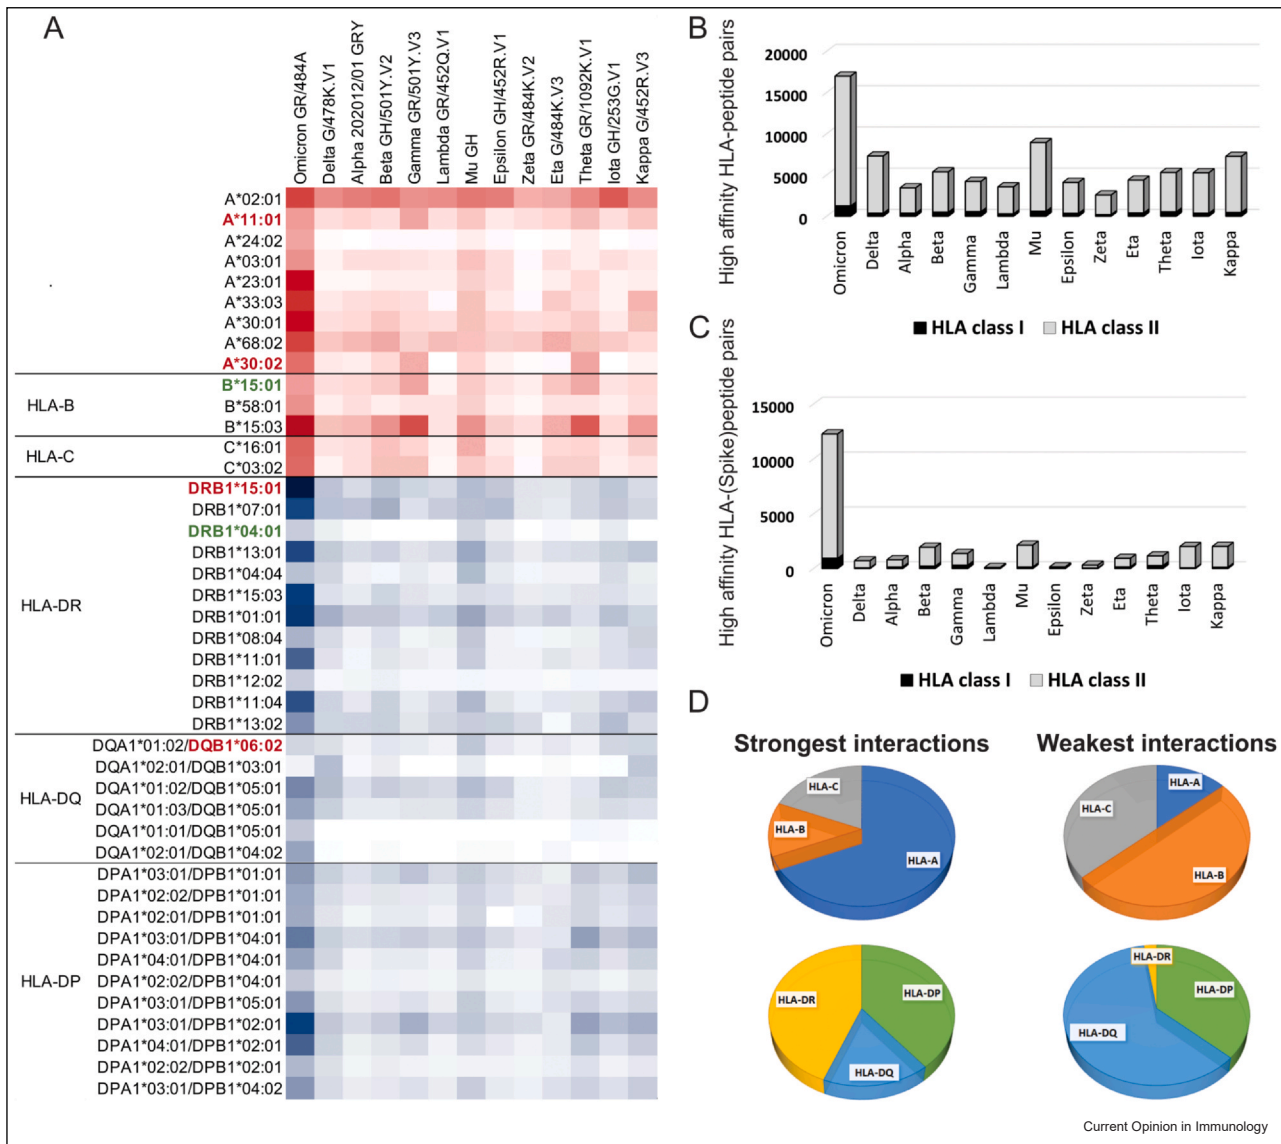 A
Omicron GR/484A
Delta G/478K.V1
Alpha 202012/01 GRY
Beta GH/501Y.V2
Gamma GR/501Y.V3
Lambda GR/452Q.V1
Mu GH
Epsilon GH/452R.V1
Zeta GR/484K.V2
Eta G/484K.V3
Theta GR/1092K.V1
Iota GH/253G.V1
Kappa G/452R.V3
A*02:01
A*11:01
A*24:02
A*03:01
A*23:01
A*33:03
A*30:01
A*68:02
A*30:02
HLA-B
B*15:01
B*58:01
B*15:03
HLA-C
C*16:01
C*03:02
HLA-DR
DRB1*15:01
DRB1*07:01
DRB1*04:01
DRB1*13:01
DRB1*04:04
DRB1*15:03
DRB1*01:01
DRB1*08:04
DRB1*11:01
DRB1*12:02
DRB1*11:04
DRB1*13:02
HLA-DQ
DQA1*01:02/DQB1*06:02
DQA1*02:01/DQB1*03:01
DQA1*01:02/DQB1*05:01
DQA1*01:03/DQB1*05:01
DQA1*01:01/DQB1*05:01
DQA1*02:01/DQB1*04:02
HLA-DP
DPA1*03:01/DPB1*01:01
DPA1*02:02/DPB1*01:01
DPA1*02:01/DPB1*01:01
DPA1*03:01/DPB1*04:01
DPA1*04:01/DPB1*04:01
DPA1*02:02/DPB1*04:01
DPA1*03:01/DPB1*05:01
DPA1*03:01/DPB1*02:01
DPA1*04:01/DPB1*02:01
DPA1*02:02/DPB1*02:01
DPA1*03:01/DPB1*04:02
B
High affinity HLA-peptide pairs
20000
15000
10000
5000
0
Omicron
Delta
Alpha
Beta
Gamma
Lambda
Mu
Epsilon
Zeta
Eta
Theta
Iota
Kappa
HLA class I HLA class II
C
High affinity HLA-(Spike)peptide pairs
15000
10000
5000
0
Omicron
Delta
Alpha
Beta
Gamma
Lambda
Mu
Epsilon
Zeta
Eta
Theta
Iota
Kappa
HLA class I HLA class II
D
Strongest interactions
HLA-C
HLA-B
HLA-A
HLA-DR
HLA-DP
HLA-DQ
Weakest interactions
HLA-A
HLA-C
HLA-B
HLA-DR
HLA-DP
HLA-DQ
Current Opinion in Immunology